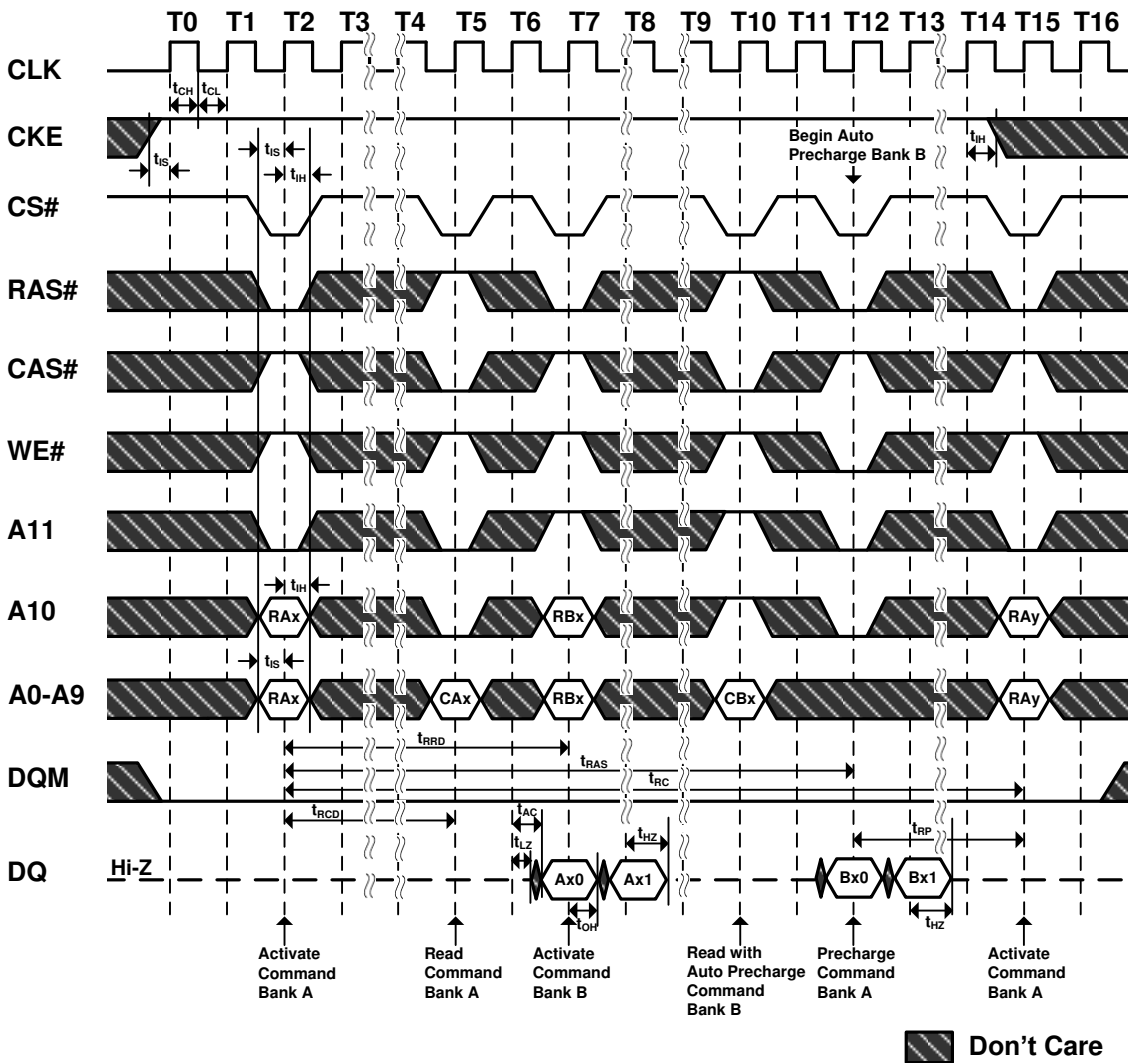 T0 T1 T2 T3 T4 T5 T6 T7 T8 T9 T10 T11 T12 T13 T14 T15 T16
CLK
tCH tCL
CKE
tIS
tIS
tIH
Begin Auto
Precharge Bank B
tIH
CS#
RAS#
CAS#
WE#
A11
tIH
A10
RAx RBx RAy
tIS
A0-A9
RAx CAx RBx CBx RAy
tRRD
tRAS
DQM
tRC
tRCD
tAC
tRP
tLZ
tHZ
DQ
Hi-Z
Ax0 Ax1 Bx0 Bx1
tOH
tHZ
Activate
Command
Bank A
Read
Command
Bank A
Activate
Command
Bank B
Read with
Auto Precharge
Command
Bank B
Precharge
Command
Bank A
Activate
Command
Bank A
Don't Care